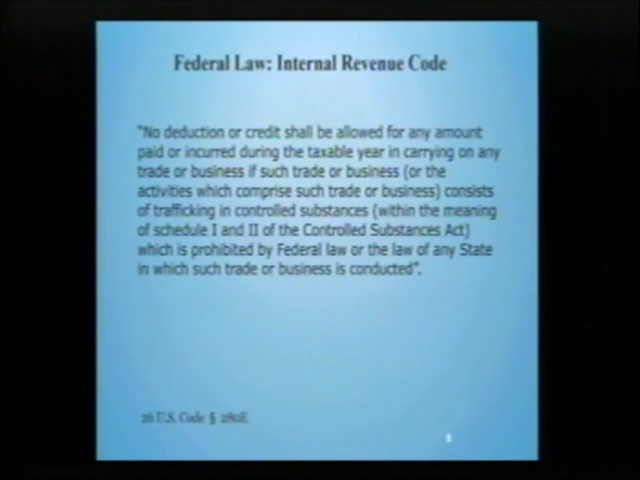 Federal Law: Internal Revenue Code
"No deduction or credit shall be allowed for any amount
paid or incurred during the taxable year in carrying on any
trade or business if such trade or business (or the
activities which comprise such trade or business) consists
of trafficking in controlled substances (within the meaning
of schedule I and II of the Controlled Substances Act)
which is prohibited by Federal law or the law of any State
in which such trade or business is conducted".
26 U.S. Code § 280E